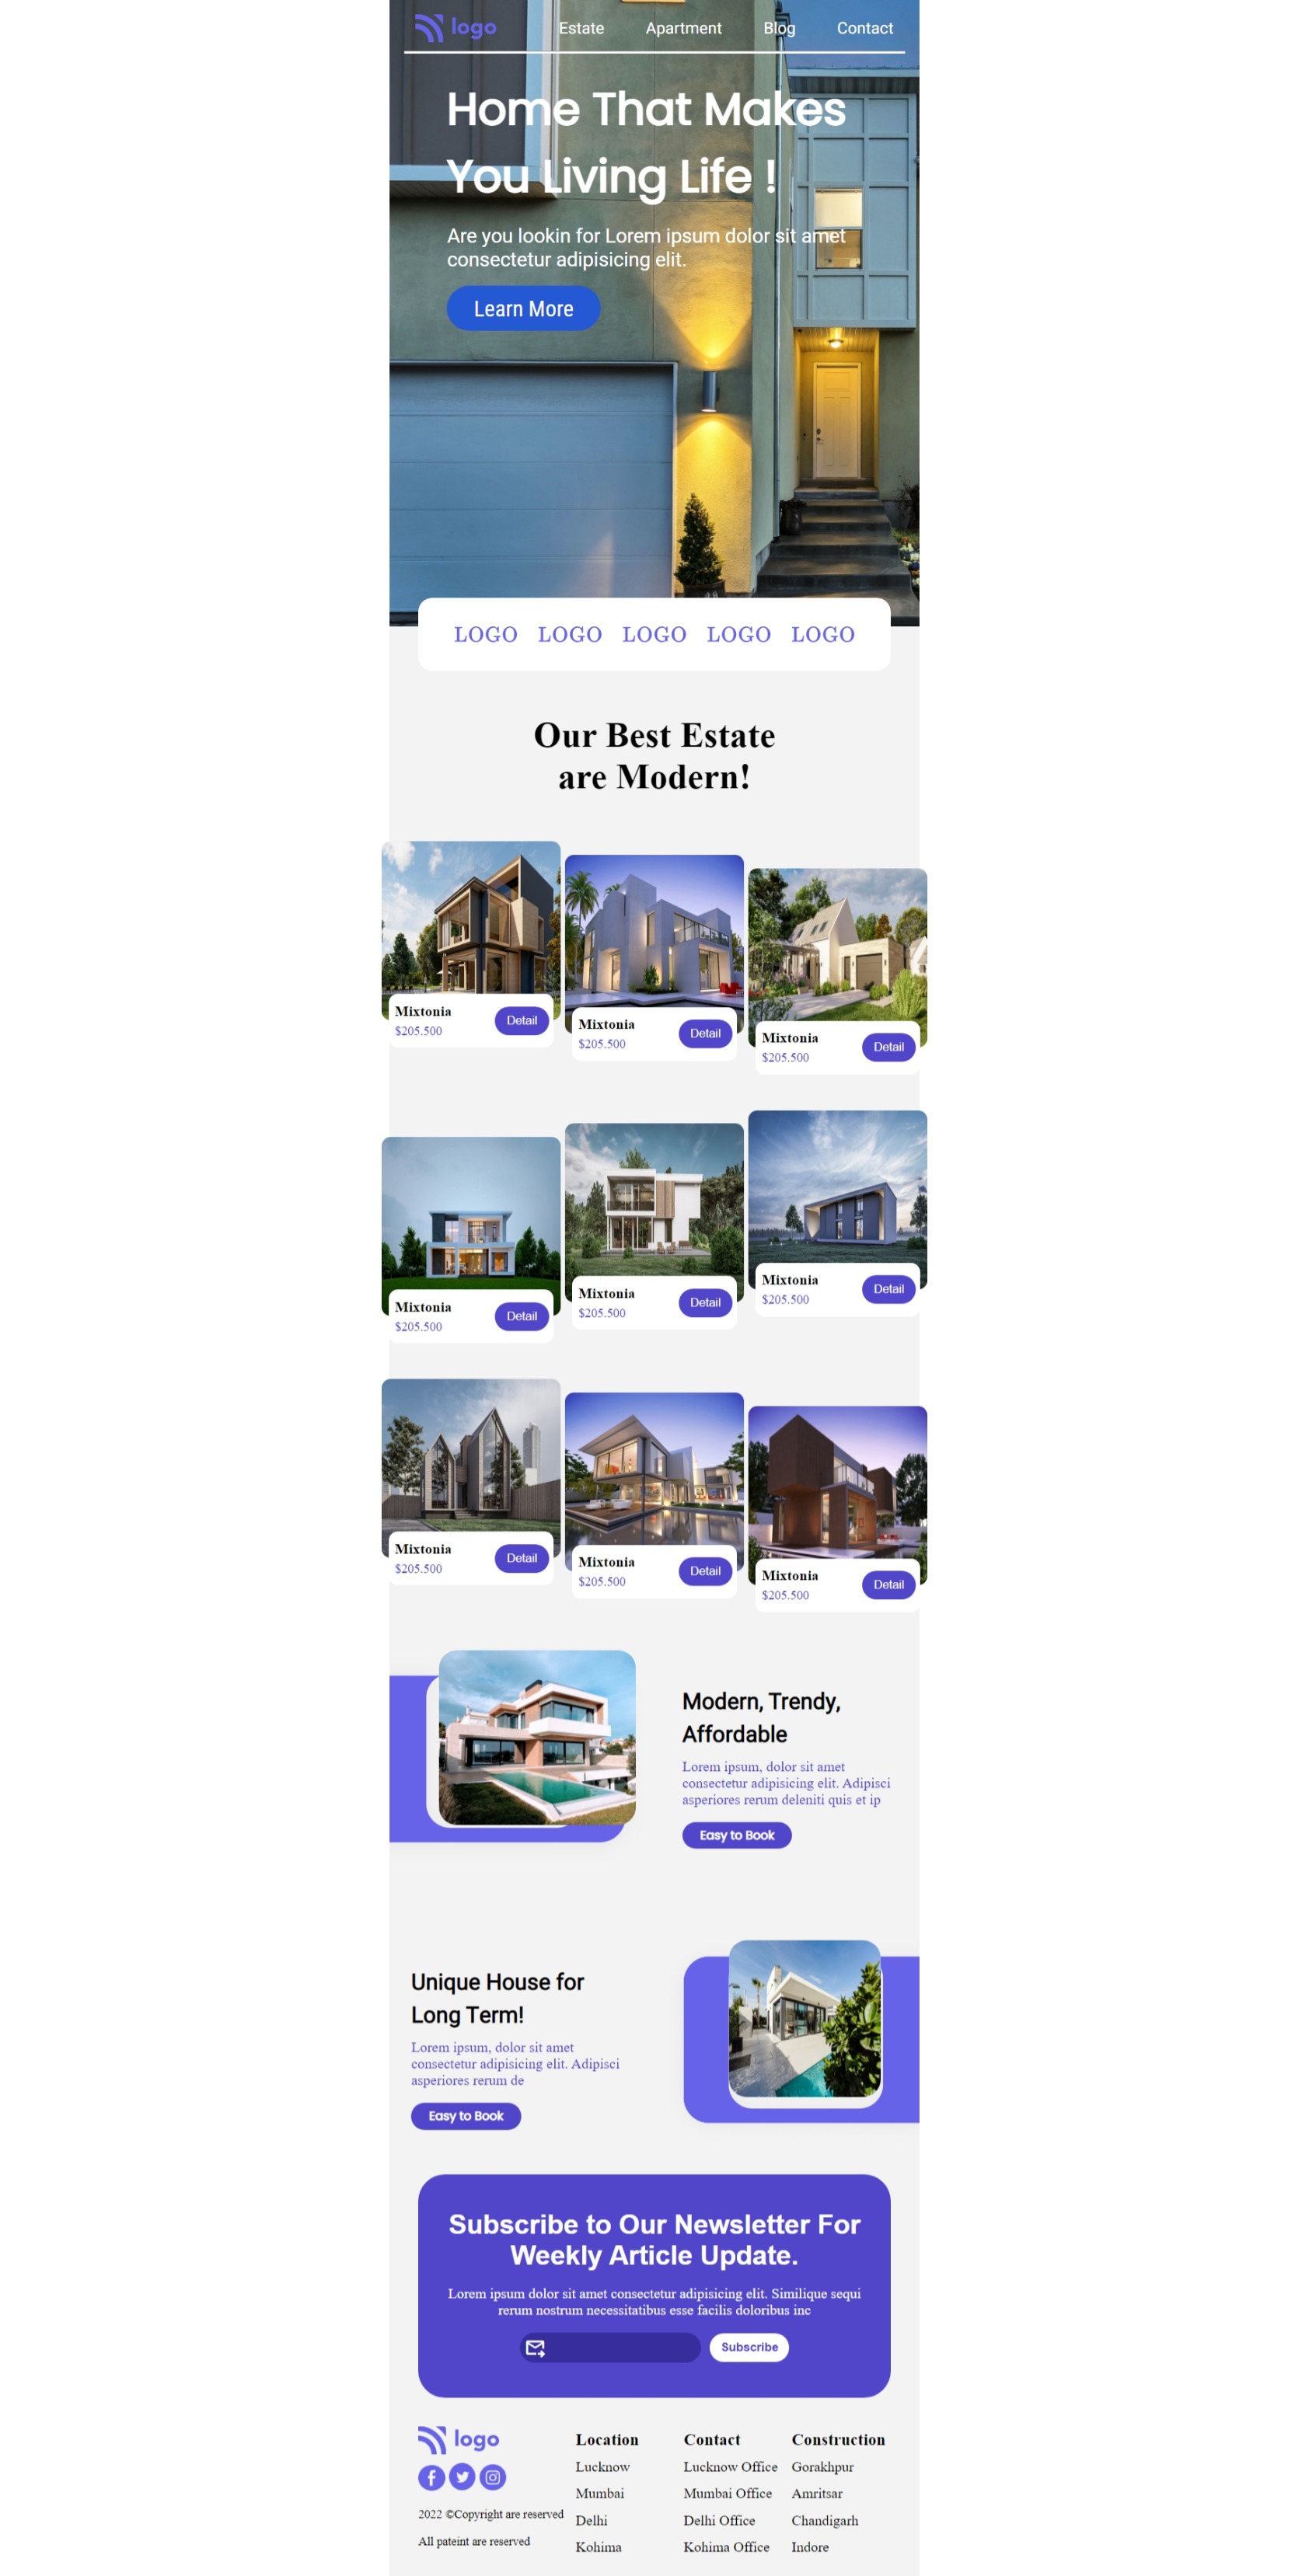 logo Estate Apartment Blog Contact
Home That Makes
You Living Life !
Are you lookin for Lorem ipsum dolor sit amet
consectetur adipisicing elit.
Learn More
LOGO LOGO LOGO LOGO LOGO
Our Best Estate
are Modern!
Mixtonia
$205.500
Detail
Mixtonia
$205.500
Detail
Mixtonia
$205.500
Detail
Mixtonia
$205.500
Detail
Mixtonia
$205.500
Detail
Mixtonia
$205.500
Detail
Mixtonia
$205.500
Detail
Mixtonia
$205.500
Detail
Mixtonia
$205.500
Detail
Modern, Trendy,
Affordable
Lorem ipsum, dolor sit amet
consectetur adipisicing elit. Adipisci
asperiores rerum deleniti quis et ip
Easy to Book
Unique House for
Long Term!
Lorem ipsum, dolor sit amet
consectetur adipisicing elit. Adipisci
asperiores rerum de
Easy to Book
Subscribe to Our Newsletter For
Weekly Article Update.
Lorem ipsum dolor sit amet consectetur adipisicing elit. Similique sequi
rerum nostrum necessitatibus esse facilis doloribus inc
Subscribe
logo
2022 ©Copyright are reserved
All pateint are reserved
Location
Lucknow
Mumbai
Delhi
Kohima
Contact
Lucknow Office
Mumbai Office
Delhi Office
Kohima Office
Construction
Gorakhpur
Amritsar
Chandigarh
Indore